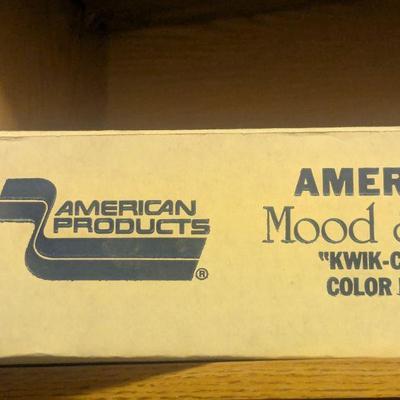 AMERICAN
PRODUCTS
®
AMER
Mood &
"KWIK-C
COLOR